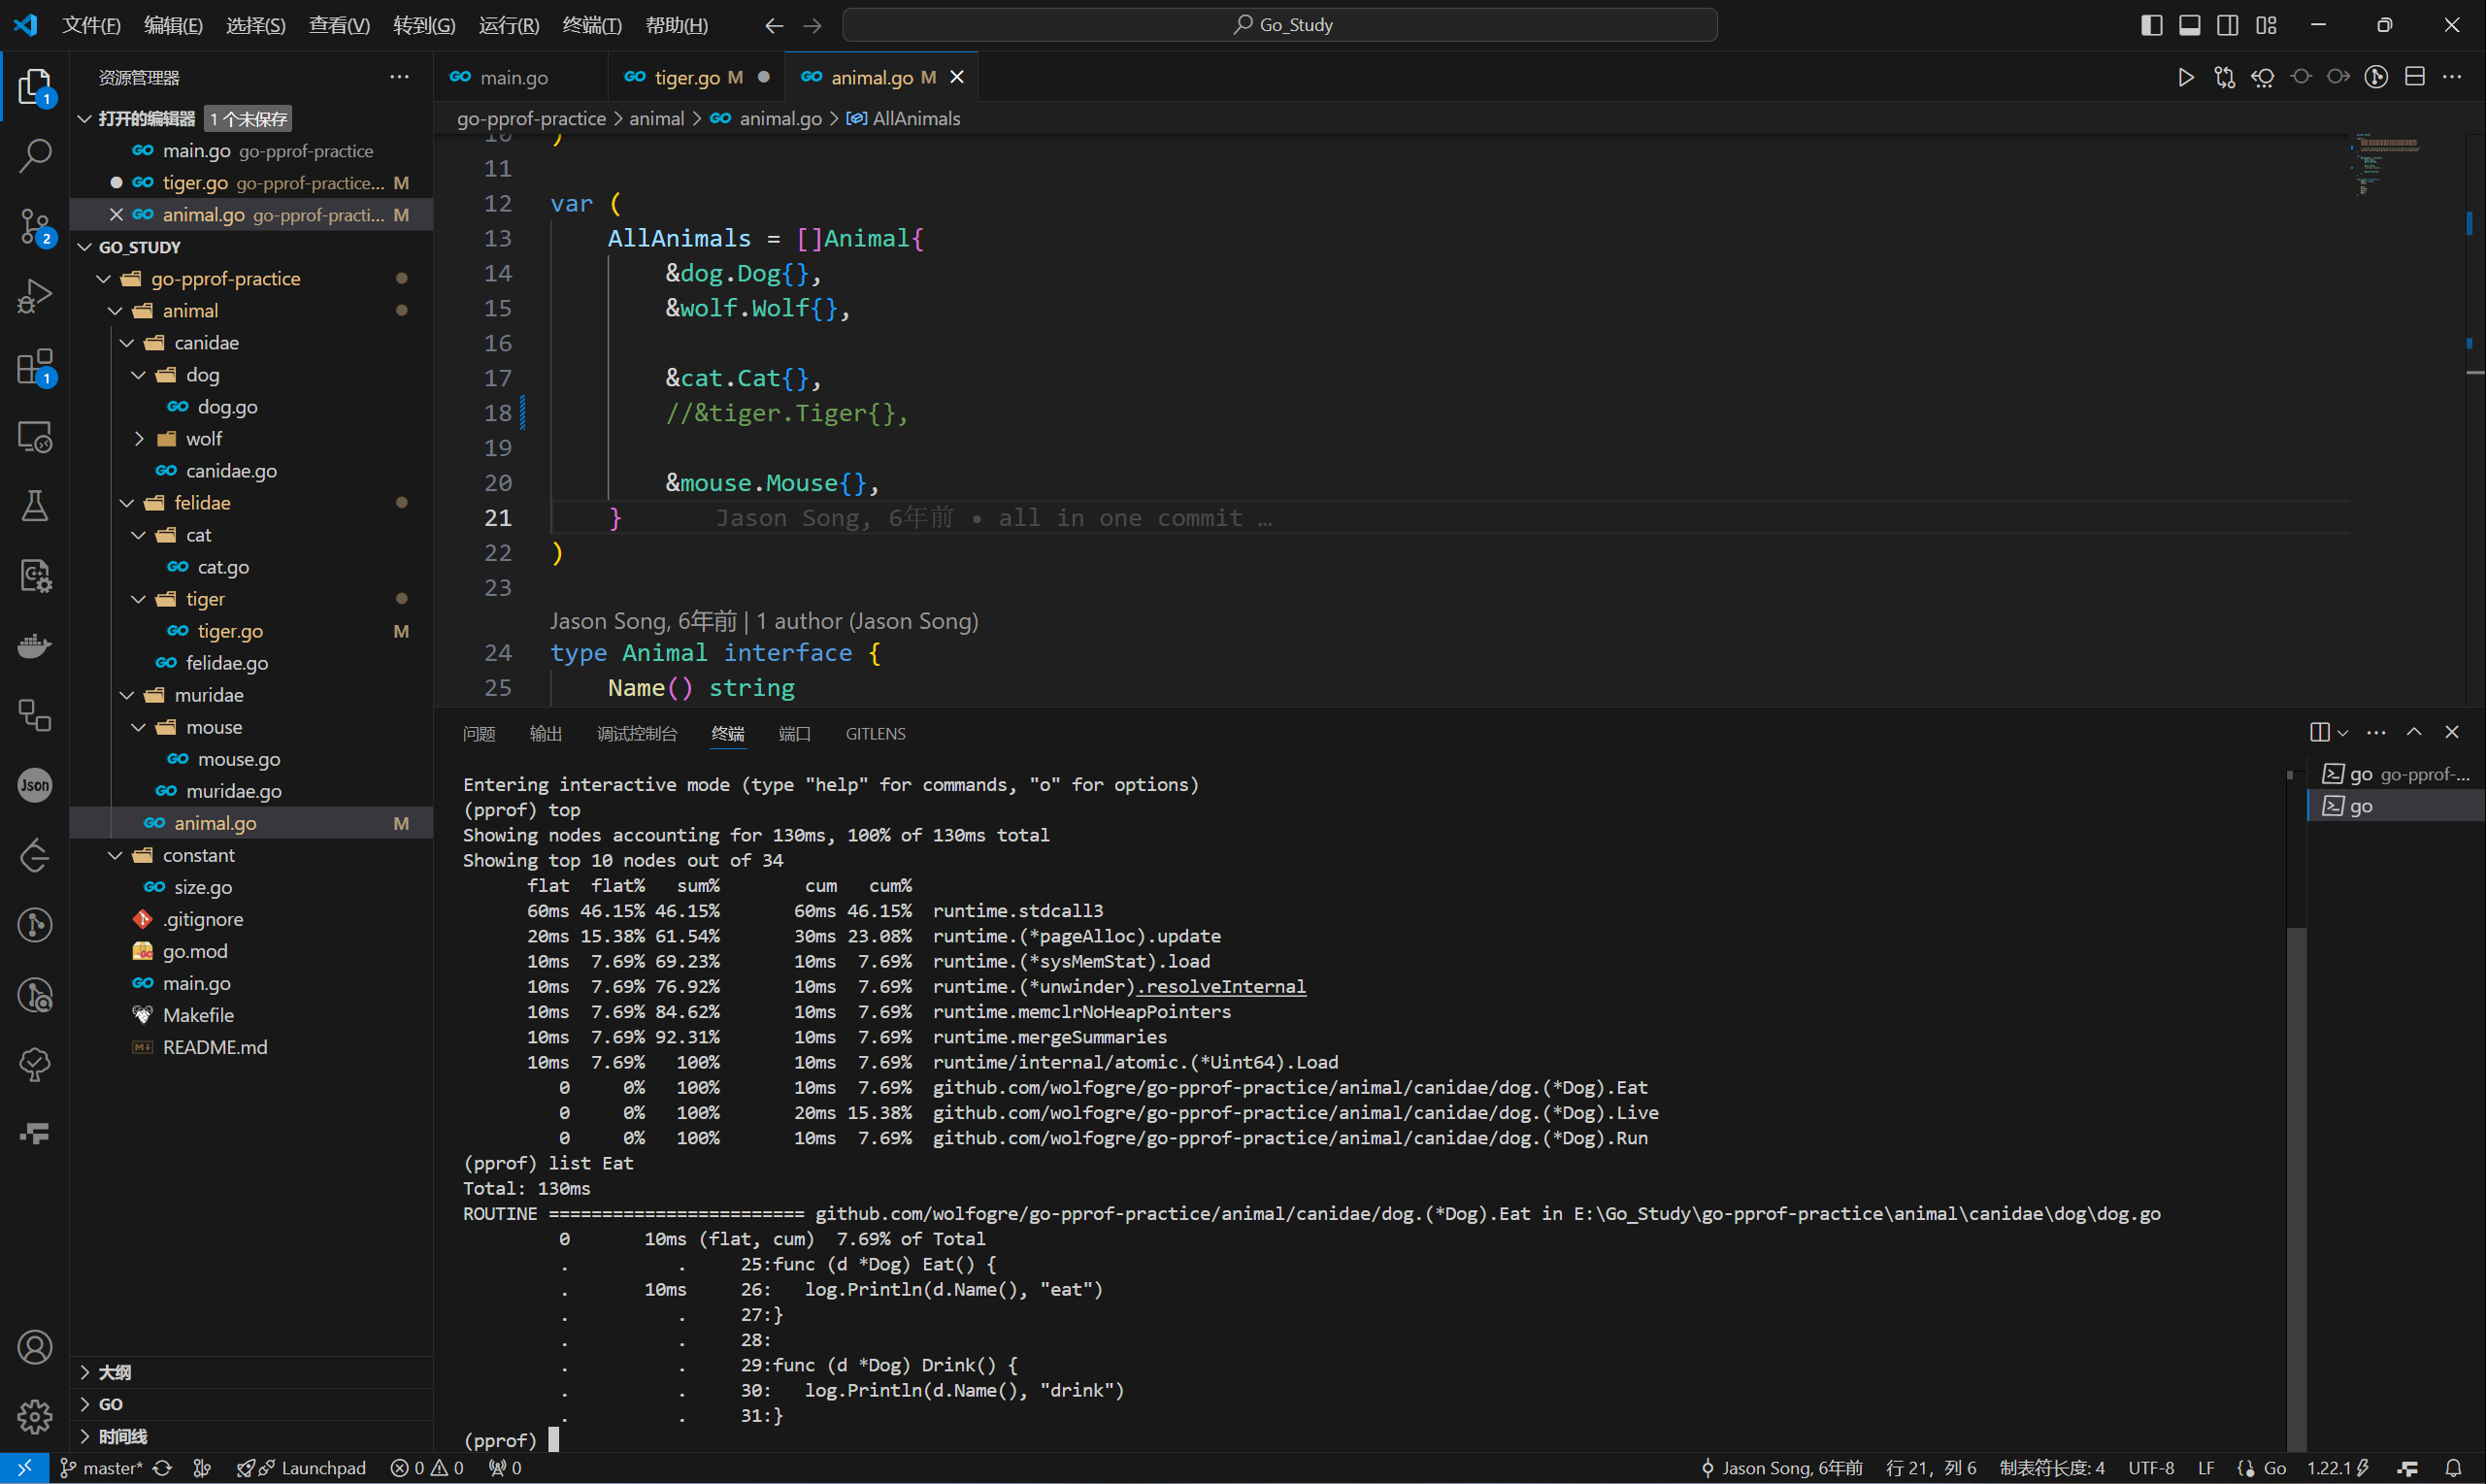 文件(F) 编辑(E) 选择(S) 查看(V) 转到(G) 运行(R) 终端(T) 帮助(H) Go_Study
资源管理器
打开的编辑器 1 个未保存
main.go go-pprof-practice
tiger.go go-pprof-practice... M
animal.go go-pprof-practi... M
GO_STUDY
go-pprof-practice
animal
canidae
dog
dog.go
wolf
canidae.go
felidae
cat
cat.go
tiger
tiger.go M
felidae.go
muridae
mouse
mouse.go
muridae.go
animal.go M
constant
size.go
.gitignore
go.mod
main.go
Makefile
README.md
大纲
GO
时间线
main.go tiger.go M animal.go M
go-pprof-practice > animal > animal.go > AllAnimals
10 )
11
12 var (
13 AllAnimals = []Animal{
14 &dog.Dog{},
15 &wolf.Wolf{},
16
17 &cat.Cat{},
18 //&tiger.Tiger{},
19
20 &mouse.Mouse{},
21 } Jason Song, 6年前 • all in one commit …
22 )
23
Jason Song, 6年前 | 1 author (Jason Song)
24 type Animal interface {
25 Name() string
问题 输出 调试控制台 终端 端口 GITLENS
go go-pprof-...
go
Entering interactive mode (type "help" for commands, "o" for options)
(pprof) top
Showing nodes accounting for 130ms, 100% of 130ms total
Showing top 10 nodes out of 34
flat flat% sum% cum cum%
60ms 46.15% 46.15% 60ms 46.15% runtime.stdcall3
20ms 15.38% 61.54% 30ms 23.08% runtime.(*pageAlloc).update
10ms 7.69% 69.23% 10ms 7.69% runtime.(*sysMemStat).load
10ms 7.69% 76.92% 10ms 7.69% runtime.(*unwinder).resolveInternal
10ms 7.69% 84.62% 10ms 7.69% runtime.memclrNoHeapPointers
10ms 7.69% 92.31% 10ms 7.69% runtime.mergeSummaries
10ms 7.69% 100% 10ms 7.69% runtime/internal/atomic.(*Uint64).Load
0 0% 100% 10ms 7.69% github.com/wolfogre/go-pprof-practice/animal/canidae/dog.(*Dog).Eat
0 0% 100% 20ms 15.38% github.com/wolfogre/go-pprof-practice/animal/canidae/dog.(*Dog).Live
0 0% 100% 10ms 7.69% github.com/wolfogre/go-pprof-practice/animal/canidae/dog.(*Dog).Run
(pprof) list Eat
Total: 130ms
ROUTINE ======================== github.com/wolfogre/go-pprof-practice/animal/canidae/dog.(*Dog).Eat in E:\Go_Study\go-pprof-practice\animal\canidae\dog\dog.go
0 10ms (flat, cum) 7.69% of Total
. . 25:func (d *Dog) Eat() {
. 10ms 26: log.Println(d.Name(), "eat")
. . 27:}
. . 28:
. . 29:func (d *Dog) Drink() {
. . 30: log.Println(d.Name(), "drink")
. . 31:}
(pprof)
master* Launchpad 0 0 0 Jason Song, 6年前 行 21, 列 6 制表符长度: 4 UTF-8 LF Go 1.22.1